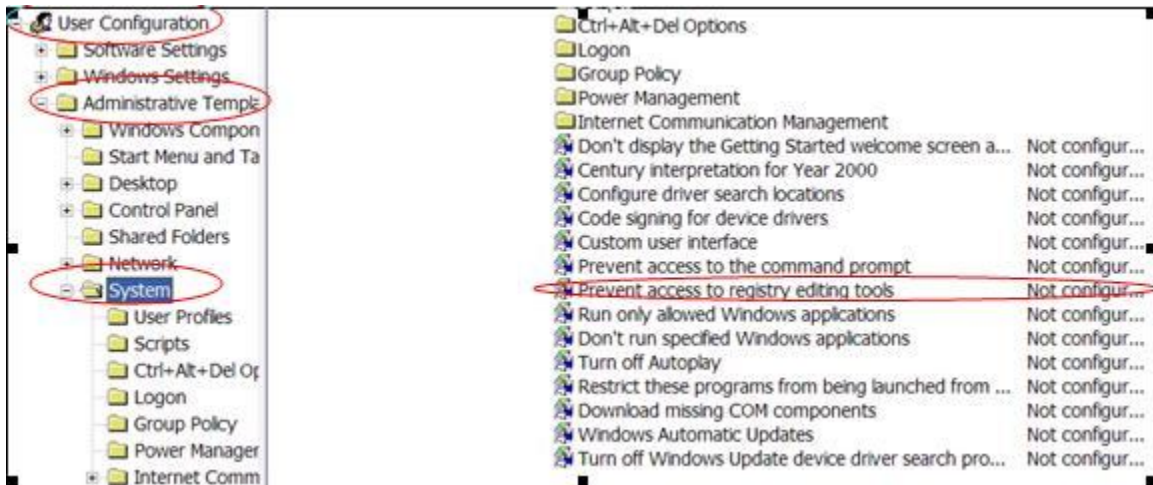 User Configuration
Software Settings
Windows Settings
Administrative Templa
Windows Compon
Start Menu and Ta
Desktop
Control Panel
Shared Folders
Network
System
User Profiles
Scripts
Ctrl+Alt+Del Op
Logon
Group Policy
Power Manager
Internet Comm
Ctrl+Alt+Del Options
Logon
Group Policy
Power Management
Internet Communication Management
Don't display the Getting Started welcome screen a... Not configur...
Century interpretation for Year 2000 Not configur...
Configure driver search locations Not configur...
Code signing for device drivers Not configur...
Custom user interface Not configur...
Prevent access to the command prompt Not configur...
Prevent access to registry editing tools Not configur...
Run only allowed Windows applications Not configur...
Don't run specified Windows applications Not configur...
Turn off Autoplay Not configur...
Restrict these programs from being launched from ... Not configur...
Download missing COM components Not configur...
Windows Automatic Updates Not configur...
Turn off Windows Update device driver search pro... Not configur...